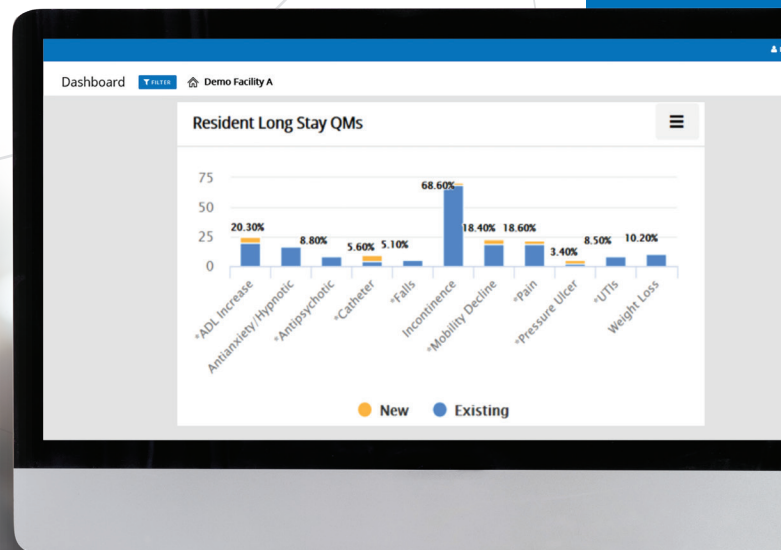 Dashboard FILTER Demo Facility A
Resident Long Stay QMs
75
50
25
0
20.30%
8.80%
5.60%
5.10%
68.60%
18.40%
18.60%
3.40%
8.50%
10.20%
*ADL Increase
Antianxiety/Hypnotic
*Antipsychotic
*Catheter
*Falls
Incontinence
*Mobility Decline
*Pain
*Pressure Ulcer
*UTIs
Weight Loss
New Existing